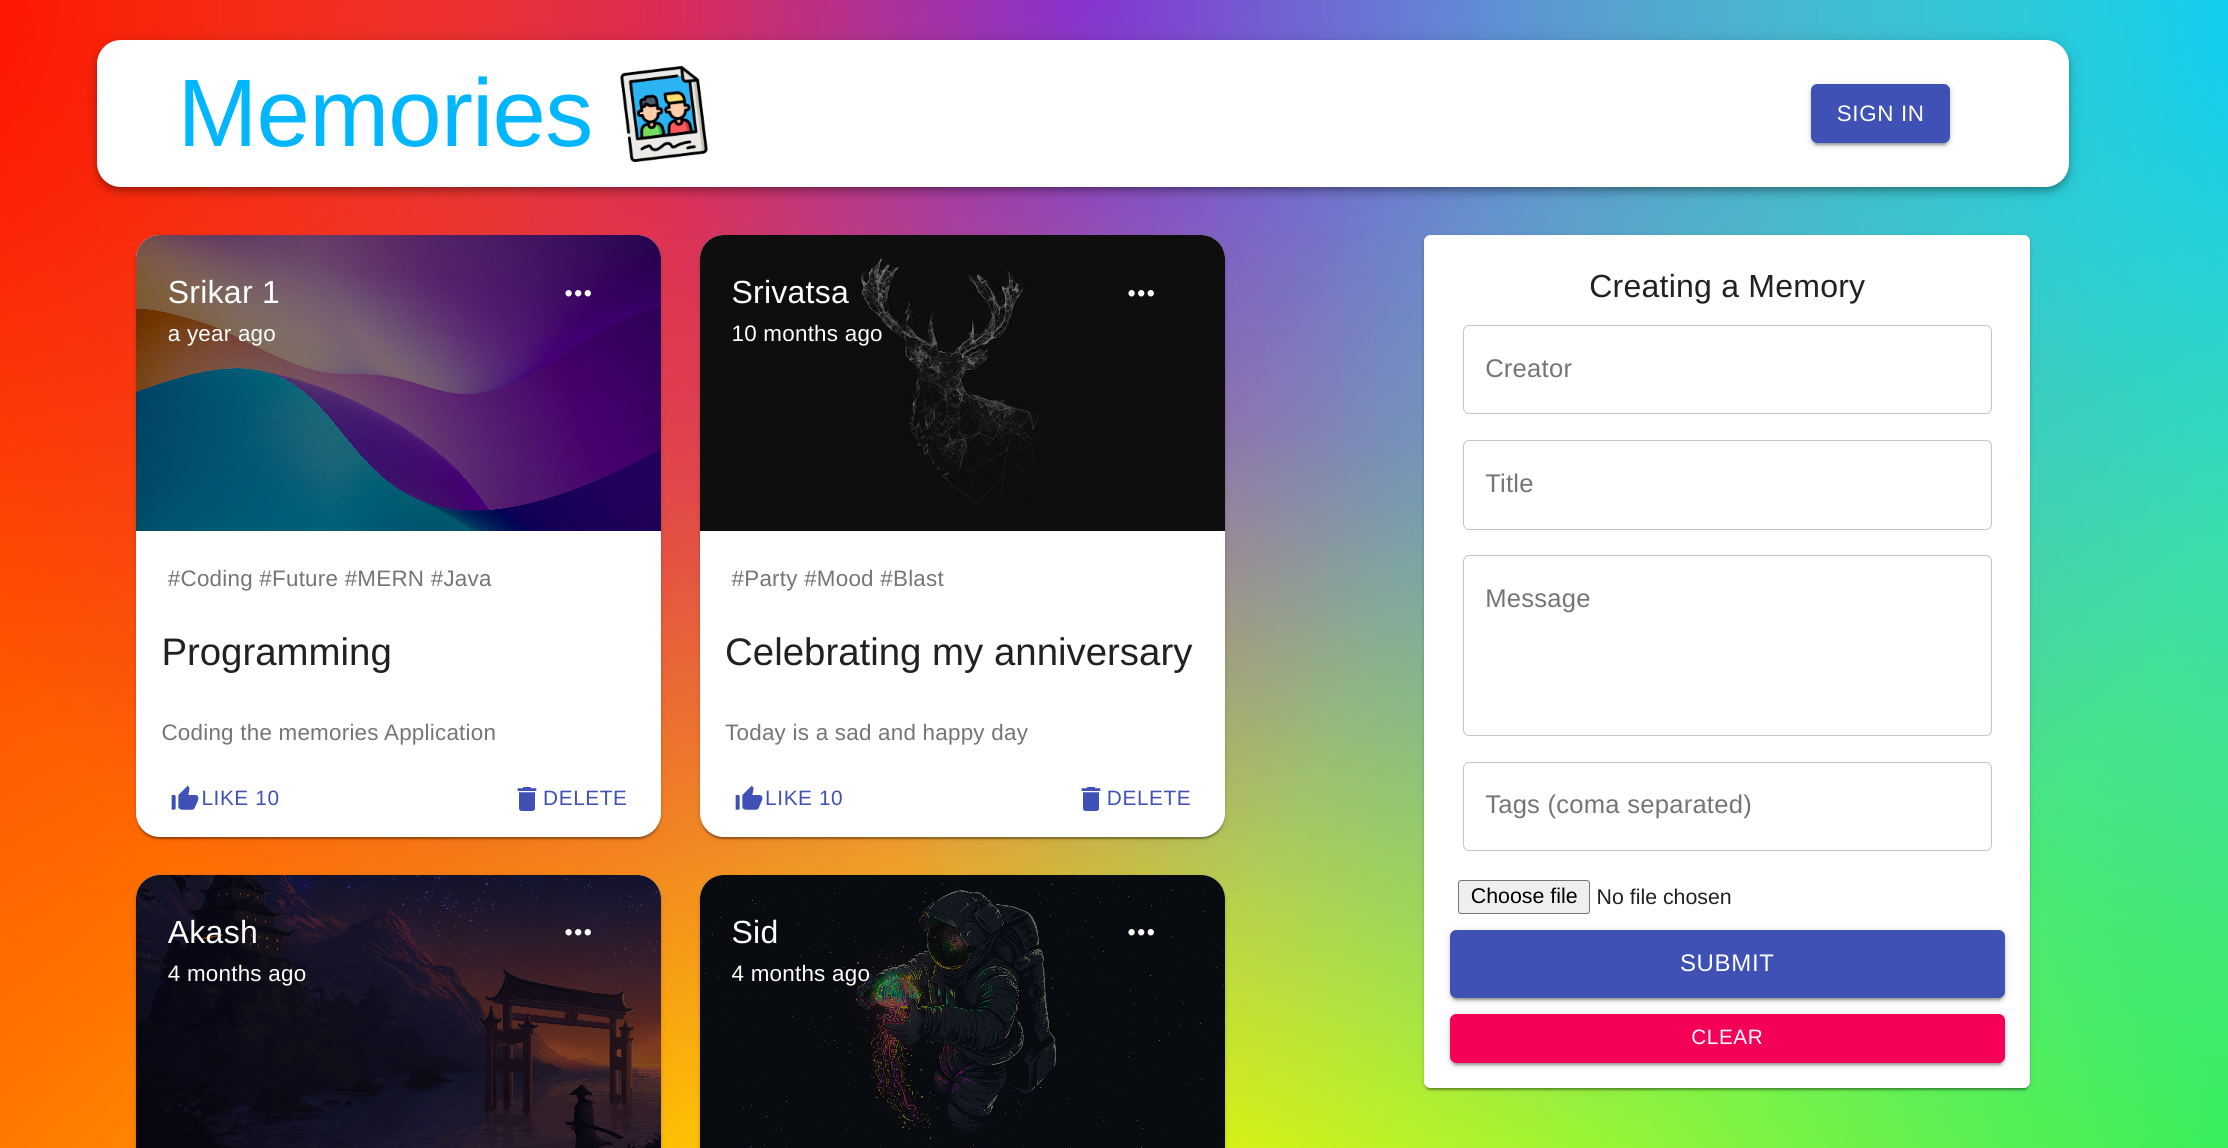 Memories
SIGN IN
Srikar 1
a year ago
#Coding #Future #MERN #Java
Programming
Coding the memories Application
LIKE 10
DELETE
Srivatsa
10 months ago
#Party #Mood #Blast
Celebrating my anniversary
Today is a sad and happy day
LIKE 10
DELETE
Akash
4 months ago
Sid
4 months ago
Creating a Memory
Creator
Title
Message
Tags (coma separated)
Choose file No file chosen
SUBMIT
CLEAR